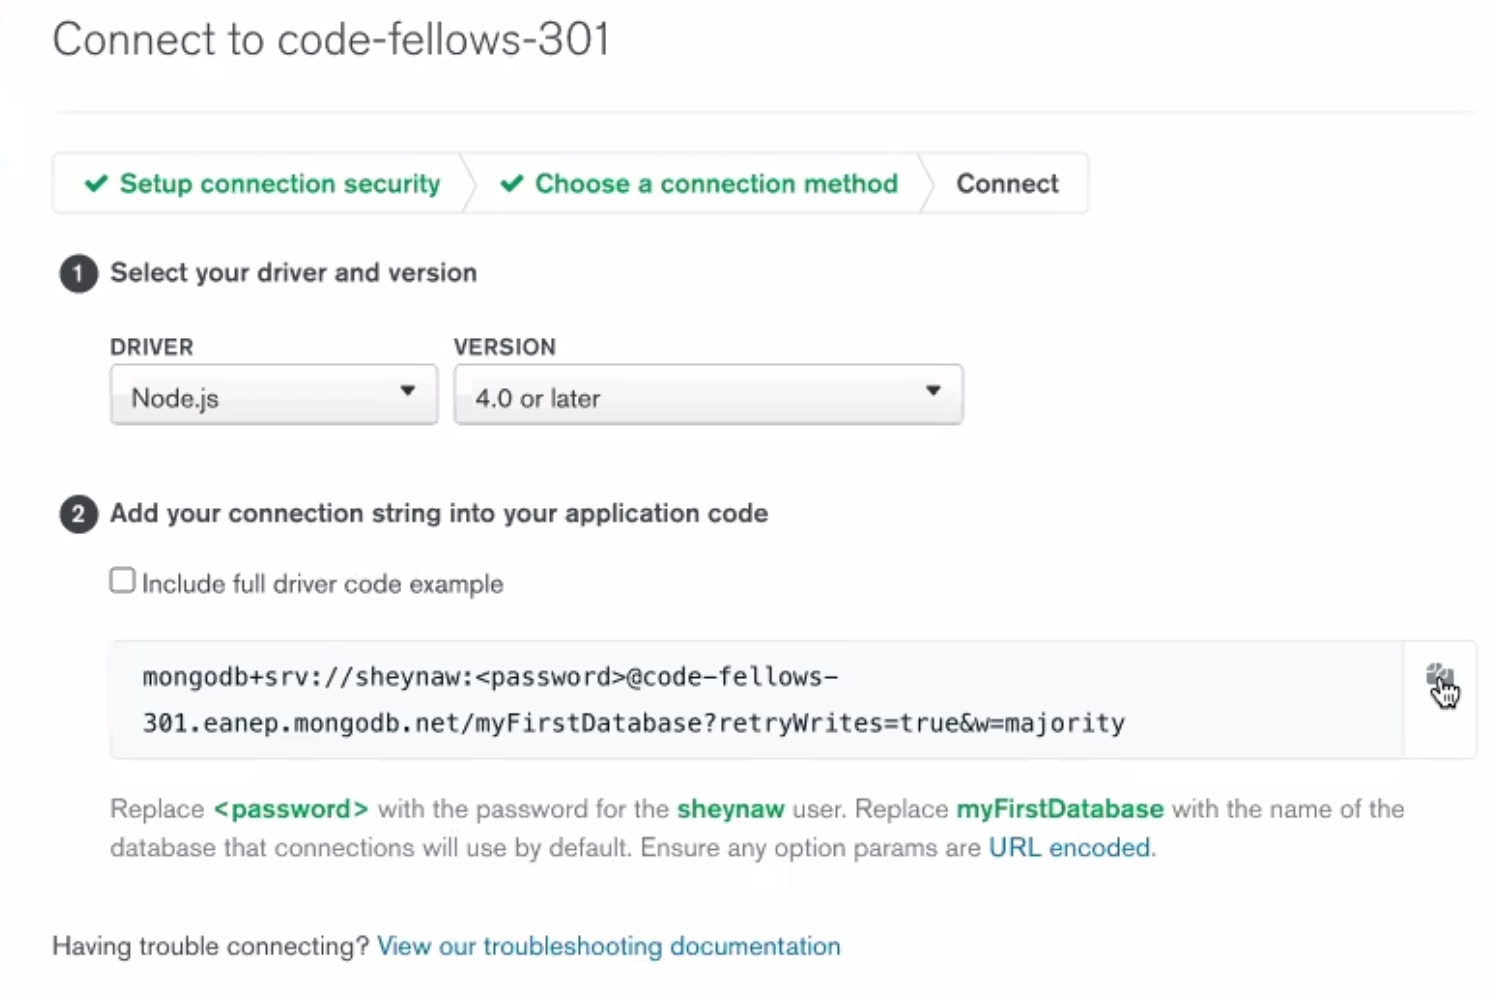 Connect to code-fellows-301
✔ Setup connection security
✔ Choose a connection method
Connect
1 Select your driver and version
DRIVER
VERSION
Node.js
4.0 or later
2 Add your connection string into your application code
Include full driver code example
mongodb+srv://sheynaw:<password>@code-fellows-
301.eanep.mongodb.net/myFirstDatabase?retryWrites=true&w=majority
Replace <password> with the password for the sheynaw user. Replace myFirstDatabase with the name of the
database that connections will use by default. Ensure any option params are URL encoded.
Having trouble connecting? View our troubleshooting documentation